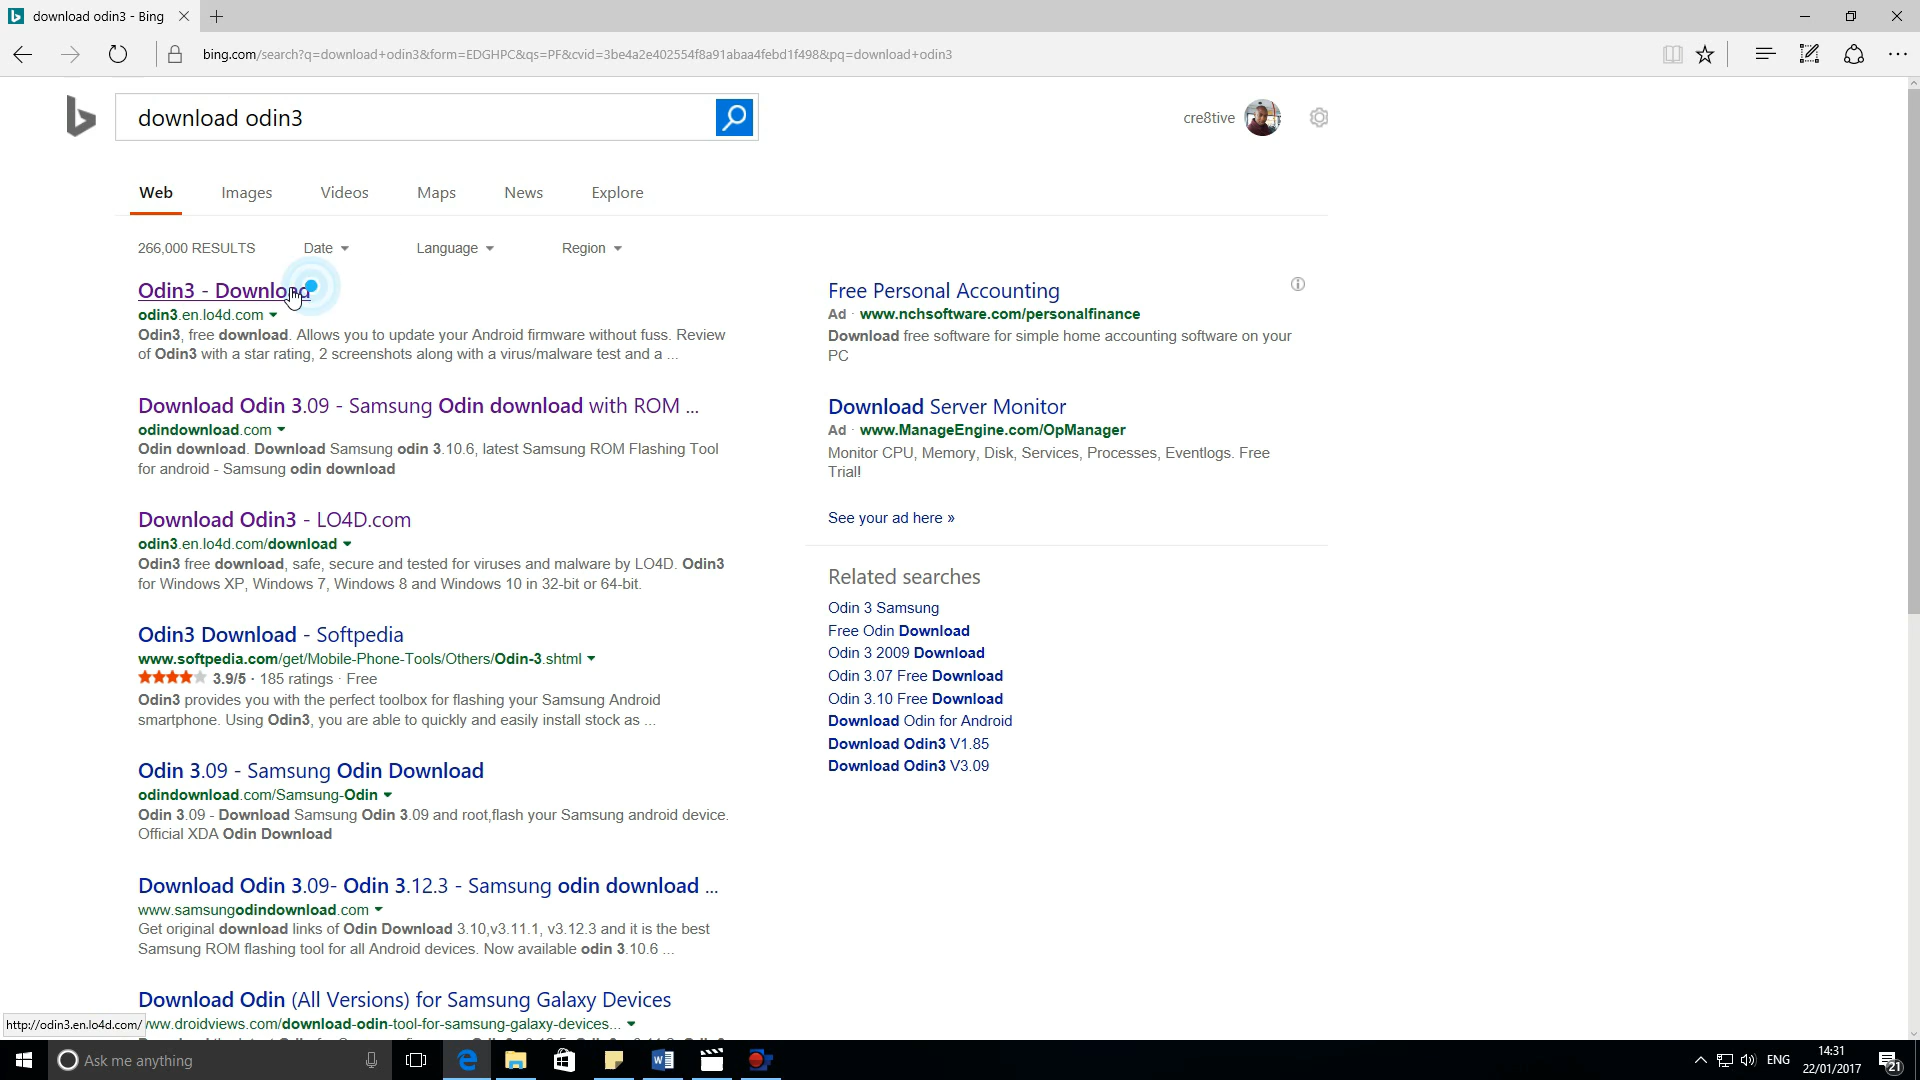 download odin3 - Bing
bing.com/search?q=download+odin3&form=EDGHPC&qs=PF&cvid=3be4a2e402554f8a91abaa4febd1f498&pq=download+odin3
download odin3
cre8tive
Web Images Videos Maps News Explore
266,000 RESULTS Date Language Region
Odin3 - Download
odin3.en.lo4d.com
Odin3, free download. Allows you to update your Android firmware without fuss. Review
of Odin3 with a star rating, 2 screenshots along with a virus/malware test and a ...
Download Odin 3.09 - Samsung Odin download with ROM ...
odindownload.com
Odin download. Download Samsung odin 3.10.6, latest Samsung ROM Flashing Tool
for android - Samsung odin download
Download Odin3 - LO4D.com
odin3.en.lo4d.com/download
Odin3 free download, safe, secure and tested for viruses and malware by LO4D. Odin3
for Windows XP, Windows 7, Windows 8 and Windows 10 in 32-bit or 64-bit.
Odin3 Download - Softpedia
www.softpedia.com/get/Mobile-Phone-Tools/Others/Odin-3.shtml
3.9/5 · 185 ratings · Free
Odin3 provides you with the perfect toolbox for flashing your Samsung Android
smartphone. Using Odin3, you are able to quickly and easily install stock as ...
Odin 3.09 - Samsung Odin Download
odindownload.com/Samsung-Odin
Odin 3.09 - Download Samsung Odin 3.09 and root,flash your Samsung android device.
Official XDA Odin Download
Download Odin 3.09- Odin 3.12.3 - Samsung odin download ...
www.samsungodindownload.com
Get original download links of Odin Download 3.10,v3.11.1, v3.12.3 and it is the best
Samsung ROM flashing tool for all Android devices. Now available odin 3.10.6 ...
Download Odin (All Versions) for Samsung Galaxy Devices
www.droidviews.com/download-odin-tool-for-samsung-galaxy-devices...
Free Personal Accounting
Ad · www.nchsoftware.com/personalfinance
Download free software for simple home accounting software on your
PC
Download Server Monitor
Ad · www.ManageEngine.com/OpManager
Monitor CPU, Memory, Disk, Services, Processes, Eventlogs. Free
Trial!
See your ad here »
Related searches
Odin 3 Samsung
Free Odin Download
Odin 3 2009 Download
Odin 3.07 Free Download
Odin 3.10 Free Download
Download Odin for Android
Download Odin3 V1.85
Download Odin3 V3.09
http://odin3.en.lo4d.com/
Ask me anything
ENG
14:31
22/01/2017
21